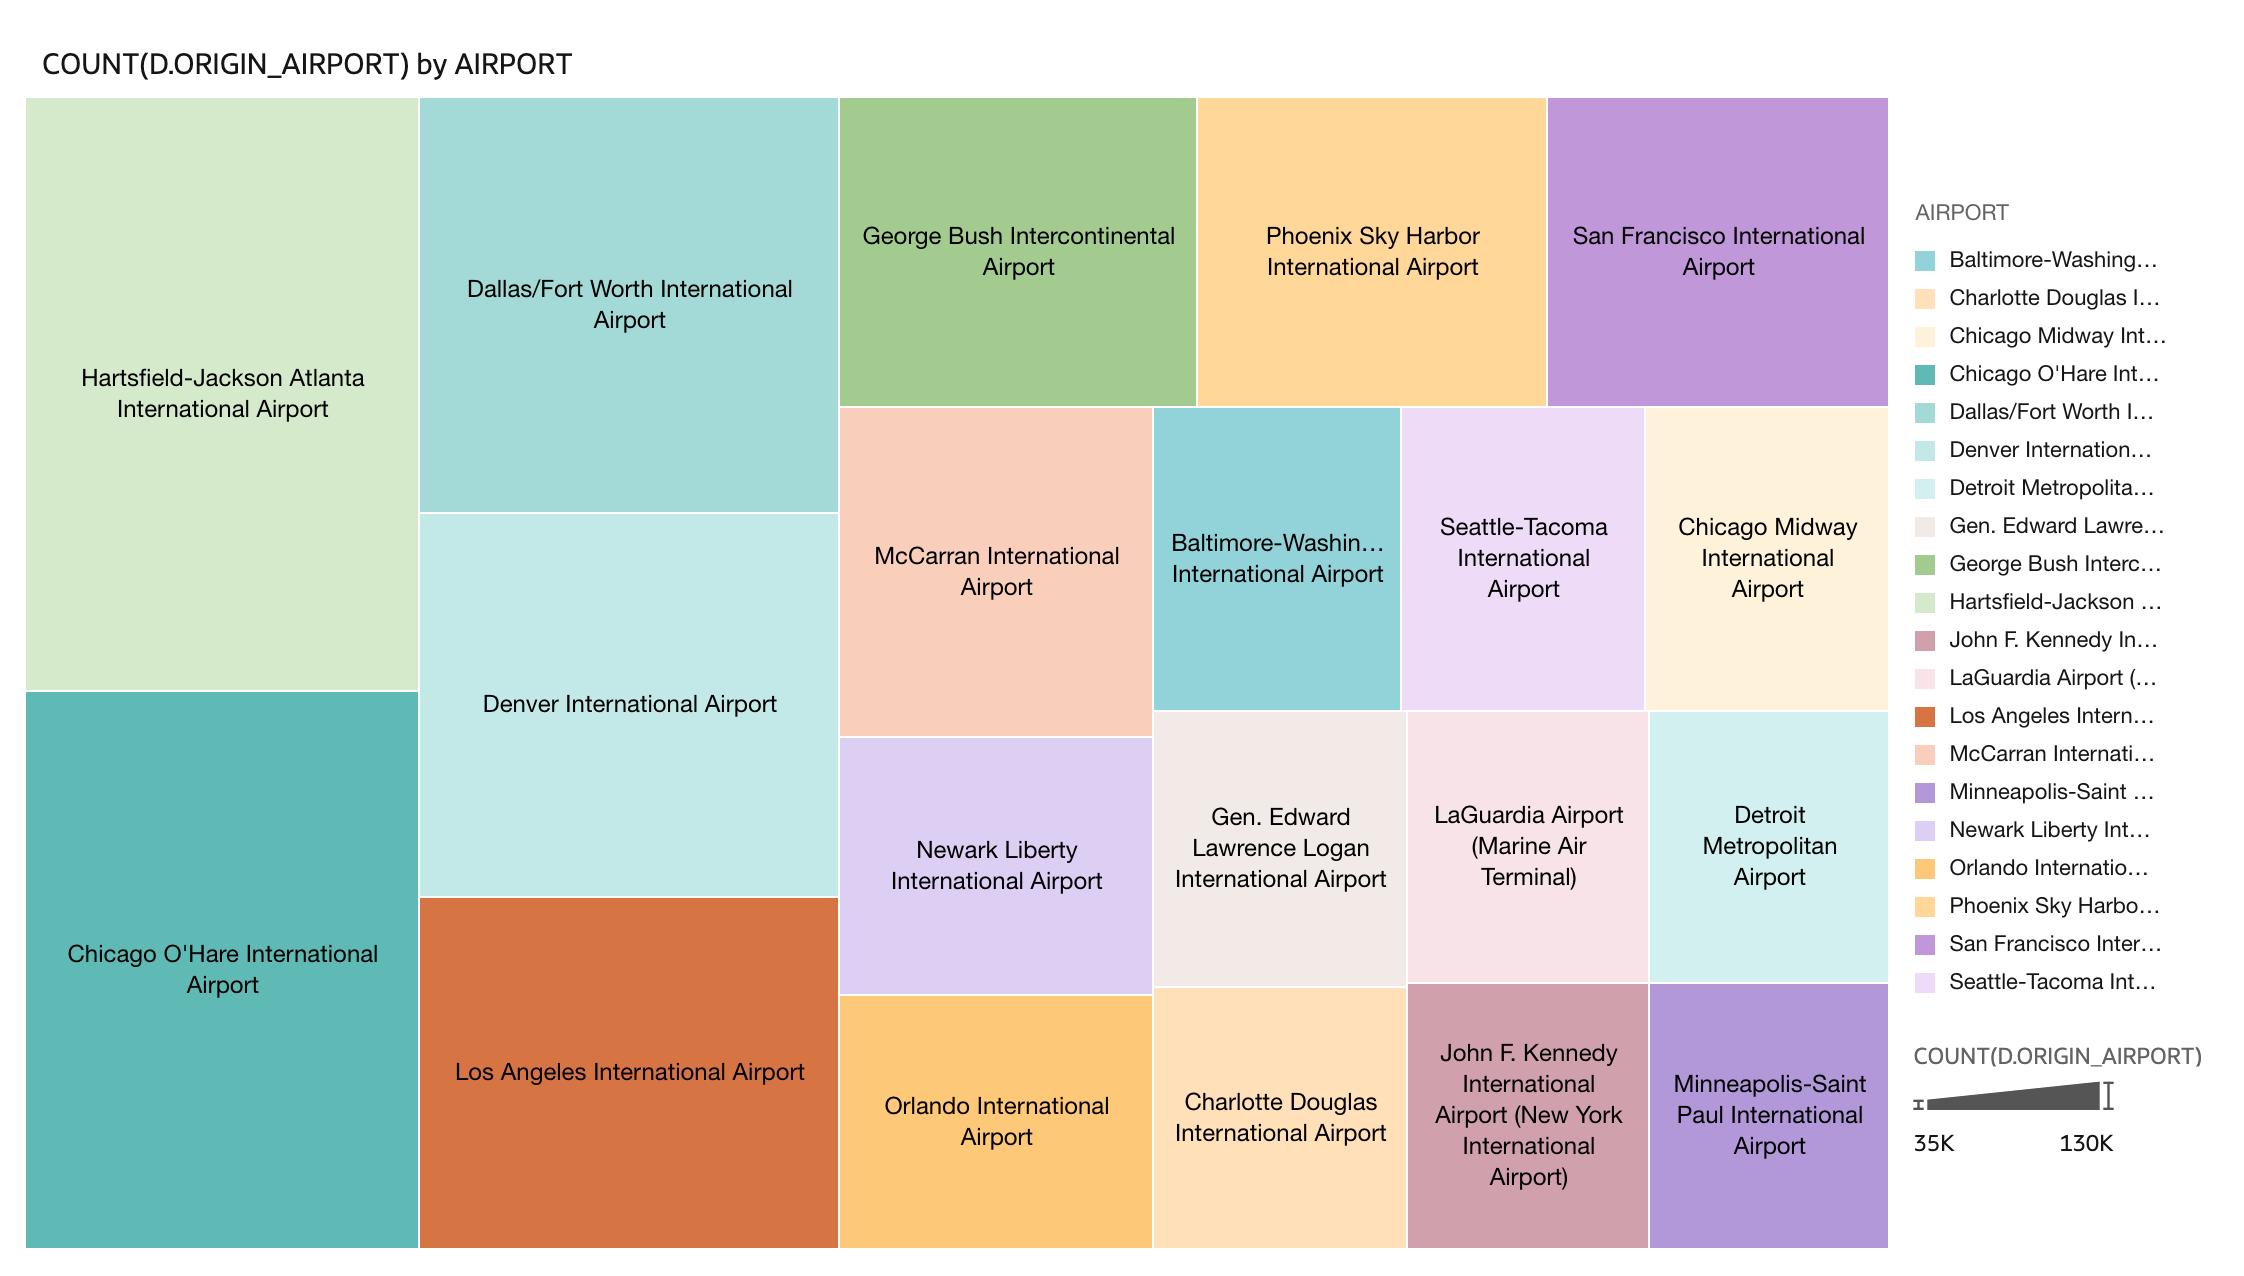 COUNT(D.ORIGIN_AIRPORT) by AIRPORT
Hartsfield-Jackson Atlanta
International Airport
Chicago O'Hare International
Airport
Dallas/Fort Worth International
Airport
Denver International Airport
Los Angeles International Airport
George Bush Intercontinental
Airport
Phoenix Sky Harbor
International Airport
San Francisco International
Airport
McCarran International
Airport
Baltimore-Washin...
International Airport
Seattle-Tacoma
International
Airport
Chicago Midway
International
Airport
Newark Liberty
International Airport
Gen. Edward
Lawrence Logan
International Airport
LaGuardia Airport
(Marine Air
Terminal)
Detroit
Metropolitan
Airport
Orlando International
Airport
Charlotte Douglas
International Airport
John F. Kennedy
International
Airport (New York
International
Airport)
Minneapolis-Saint
Paul International
Airport
AIRPORT
Baltimore-Washing...
Charlotte Douglas I...
Chicago Midway Int...
Chicago O'Hare Int...
Dallas/Fort Worth I...
Denver Internation...
Detroit Metropolita...
Gen. Edward Lawre...
George Bush Interc...
Hartsfield-Jackson ...
John F. Kennedy In...
LaGuardia Airport (...
Los Angeles Intern...
McCarran Internati...
Minneapolis-Saint ...
Newark Liberty Int...
Orlando Internatio...
Phoenix Sky Harbo...
San Francisco Inter...
Seattle-Tacoma Int...
COUNT(D.ORIGIN_AIRPORT)
35K 130K